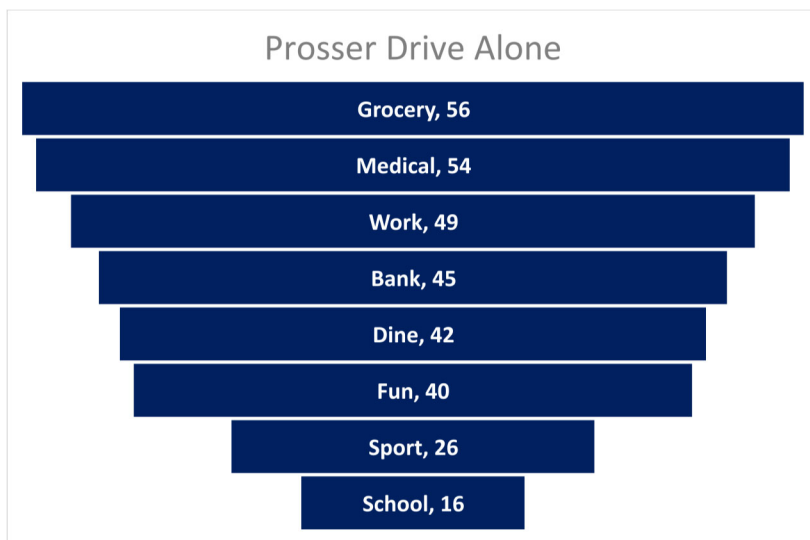 Prosser Drive Alone
Grocery, 56
Medical, 54
Work, 49
Bank, 45
Dine, 42
Fun, 40
Sport, 26
School, 16